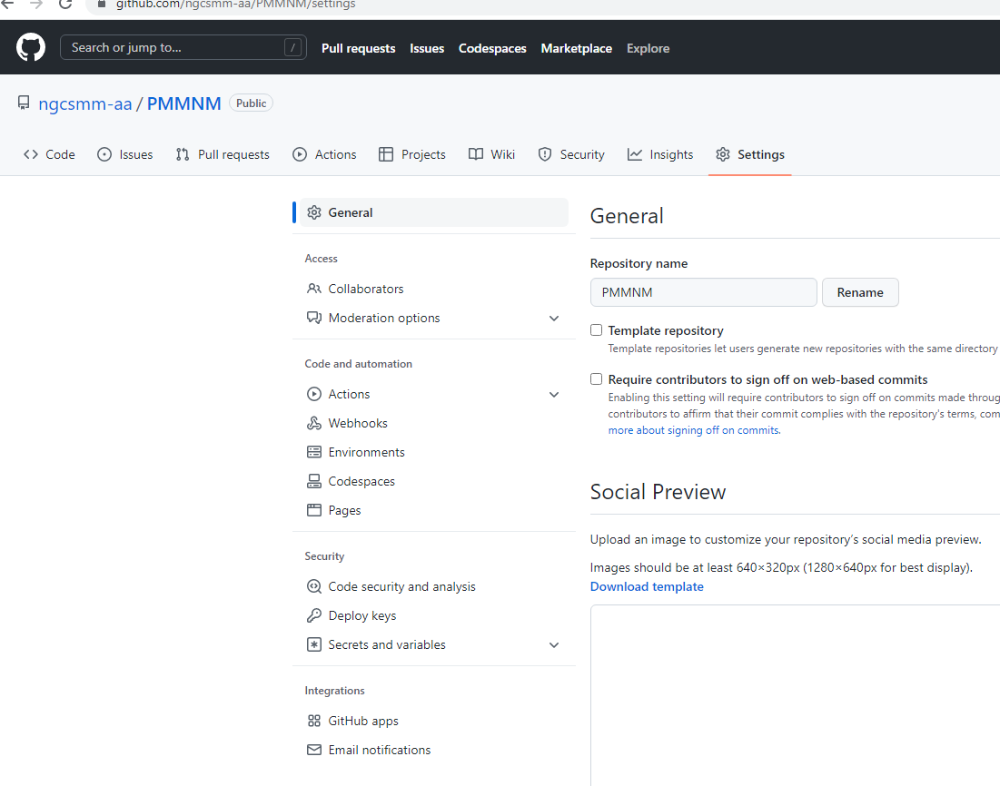 github.com/ngcsmm-aa/PMMNM/settings
Search or jump to... /
Pull requests Issues Codespaces Marketplace Explore
ngcsmm-aa / PMMNM Public
Code Issues Pull requests Actions Projects Wiki Security Insights Settings
General
Access
Collaborators
Moderation options
Code and automation
Actions
Webhooks
Environments
Codespaces
Pages
Security
Code security and analysis
Deploy keys
Secrets and variables
Integrations
GitHub apps
Email notifications
General
Repository name
PMMNM Rename
Template repository
Template repositories let users generate new repositories with the same directory
Require contributors to sign off on web-based commits
Enabling this setting will require contributors to sign off on commits made throug
contributors to affirm that their commit complies with the repository's terms, com
more about signing off on commits.
Social Preview
Upload an image to customize your repository's social media preview.
Images should be at least 640×320px (1280×640px for best display).
Download template